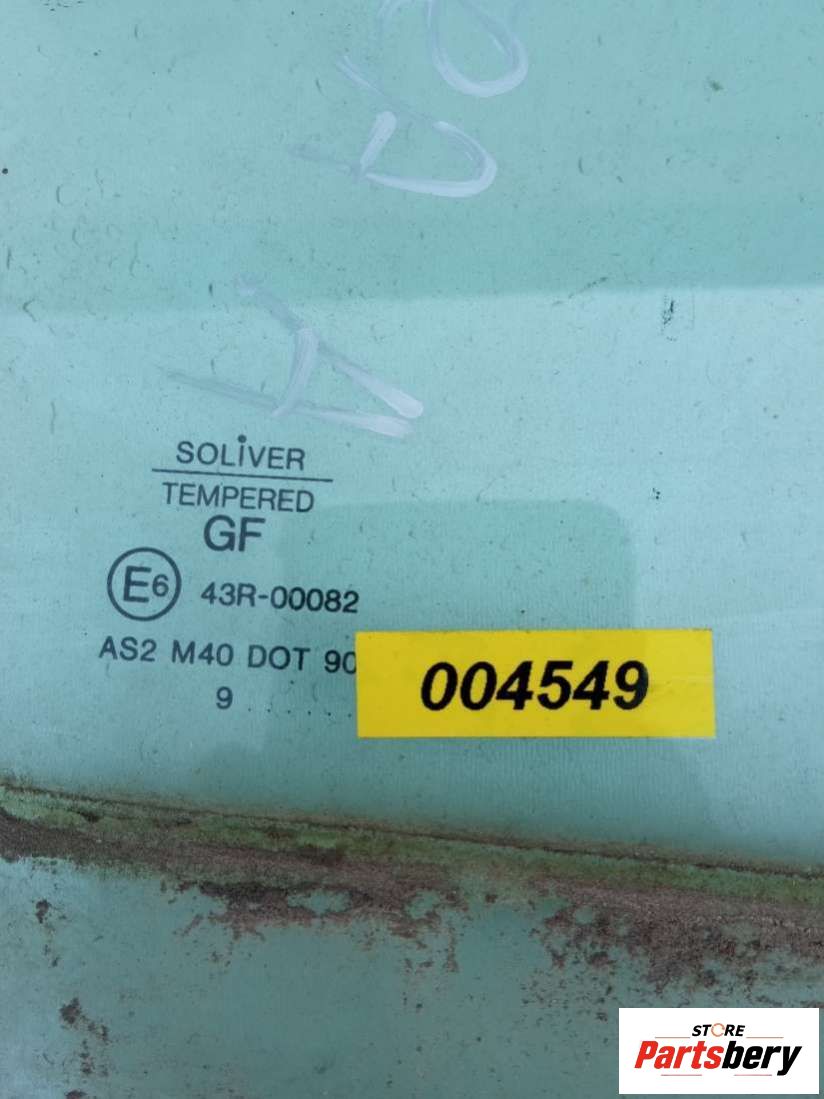 SOLiVER
TEMPERED
GF
E6 43R-00082
AS2 M40 DOT 90
9 . . . . . .
004549
STORE
Partsbery